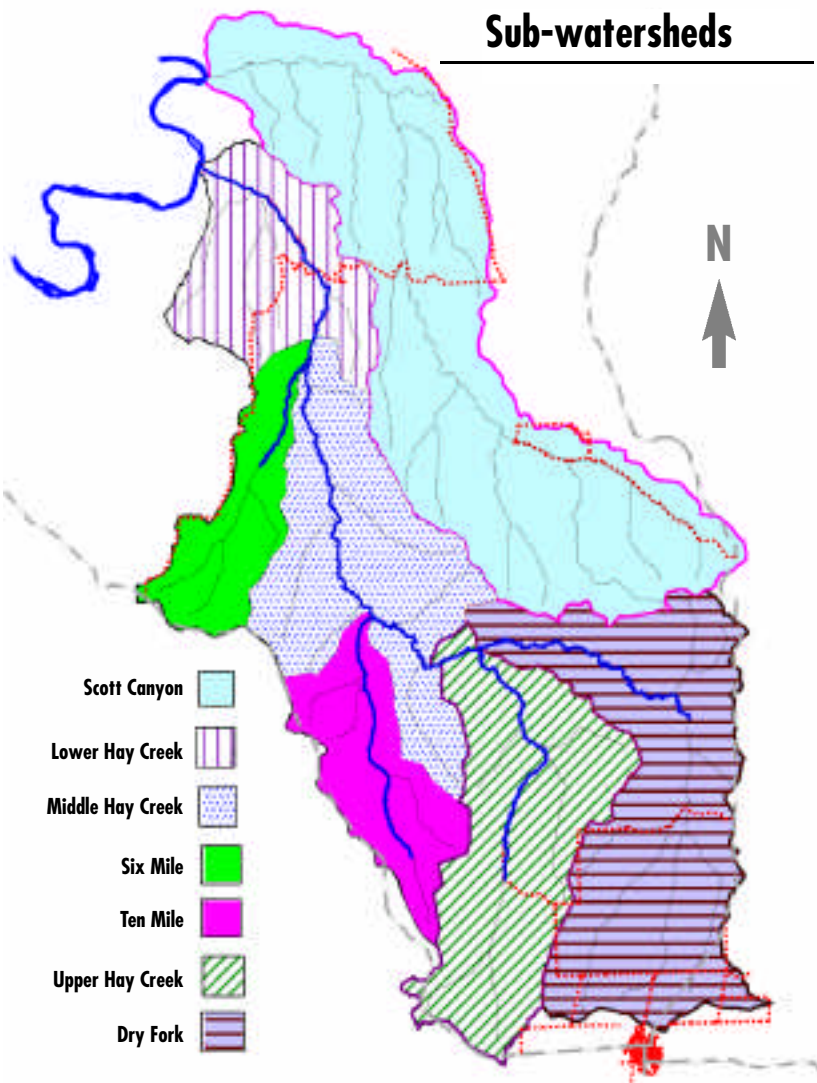 Sub-watersheds
N
Scott Canyon
Lower Hay Creek
Middle Hay Creek
Six Mile
Ten Mile
Upper Hay Creek
Dry Fork